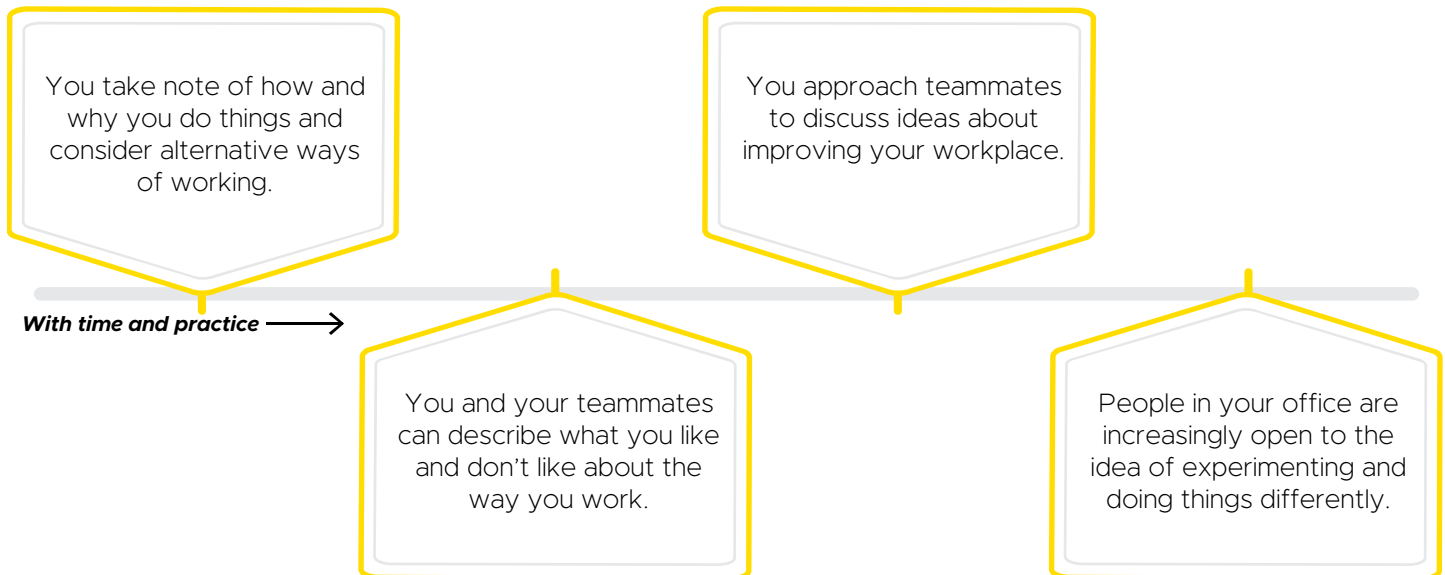 You take note of how and
why you do things and
consider alternative ways
of working.
You approach teammates
to discuss ideas about
improving your workplace.
With time and practice
You and your teammates
can describe what you like
and don’t like about the
way you work.
People in your office are
increasingly open to the
idea of experimenting and
doing things differently.